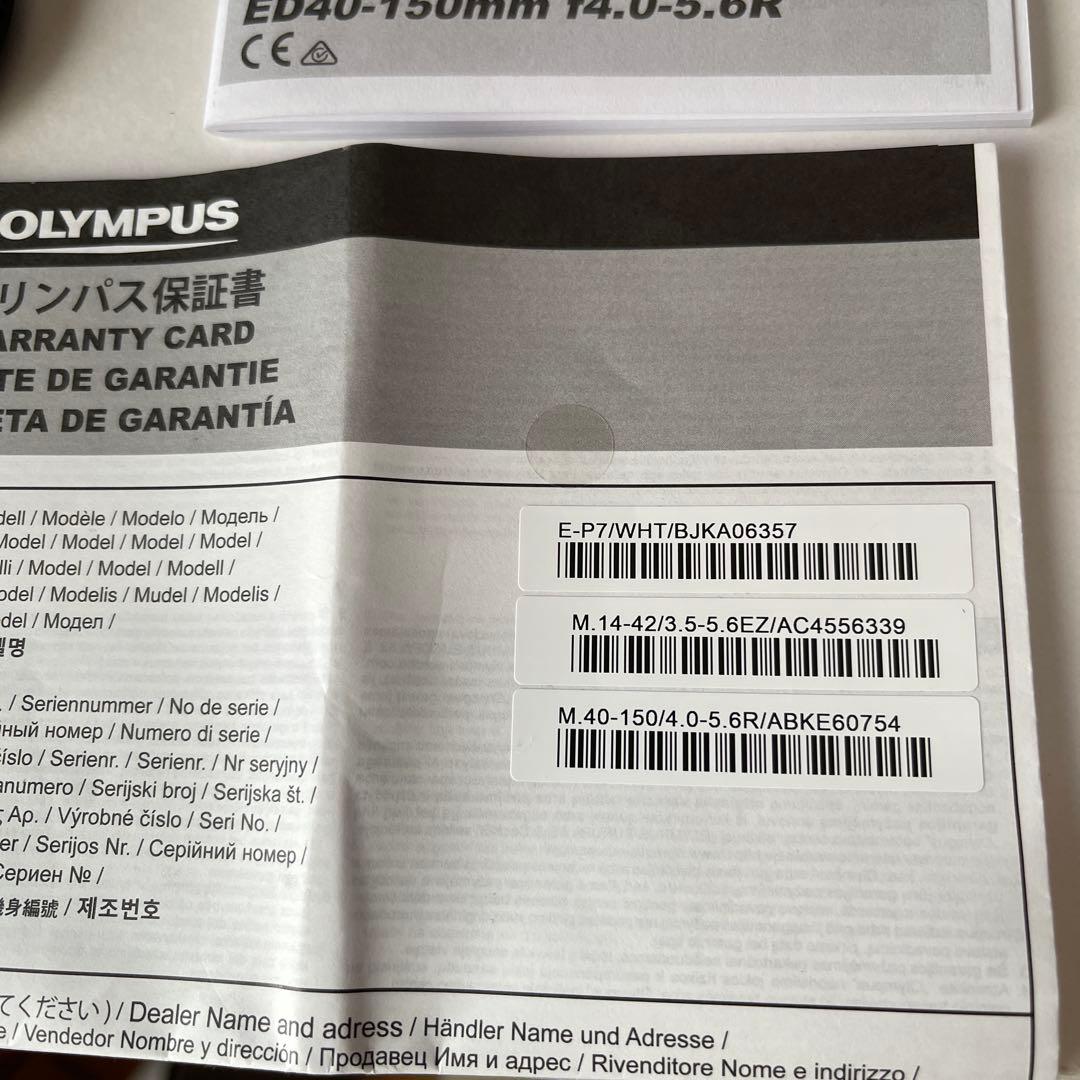 ED40-150mm f4.0-5.6R
CE
OLYMPUS
リンパス保証書
ARRANTY CARD
TE DE GARANTIE
ETA DE GARANTÍA
dell / Modèle / Modelo / Модель /
Model / Model / Model / Model /
lli / Model / Model / Modell /
odel / Modelis / Mudel / Modelis /
del / Модел /
명
E-P7/WHT/BJKA06357
M.14-42/3.5-5.6EZ/AC4556339
M.40-150/4.0-5.6R/ABKE60754
. / Seriennummer / No de serie /
ный номер / Numero di serie /
číslo / Serienr. / Serienr. / Nr seryjny /
anumero / Serijski broj / Serijska št. /
ς Αρ. / Výrobné číslo / Seri No. /
er / Serijos Nr. / Серійний номер /
Сериен № /
機身編號 / 제조번호
てください) / Dealer Name and adress / Händler Name und Adresse /
e / Vendedor Nombre y dirección / Продавец Имя и адрес / Rivenditore Nome e indirizzo /